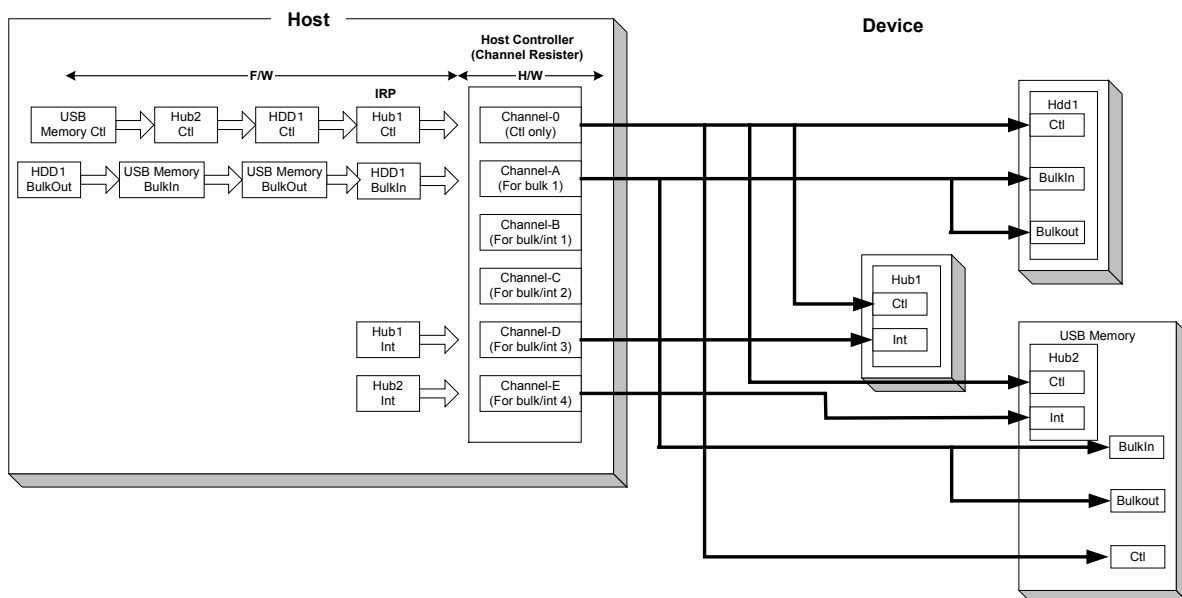 Host
Device
Host Controller
(Channel Resister)
F/W
H/W
IRP
USB
Memory Ctl
Hub2
Ctl
HDD1
Ctl
Hub1
Ctl
Channel-0
(Ctl only)
HDD1
BulkOut
USB Memory
BulkIn
USB Memory
BulkOut
HDD1
BulkIn
Channel-A
(For bulk 1)
Channel-B
(For bulk/int 1)
Channel-C
(For bulk/int 2)
Hub1
Int
Channel-D
(For bulk/int 3)
Hub2
Int
Channel-E
(For bulk/int 4)
Hdd1
Ctl
BulkIn
Bulkout
Hub1
Ctl
Int
USB Memory
Hub2
Ctl
Int
BulkIn
Bulkout
Ctl